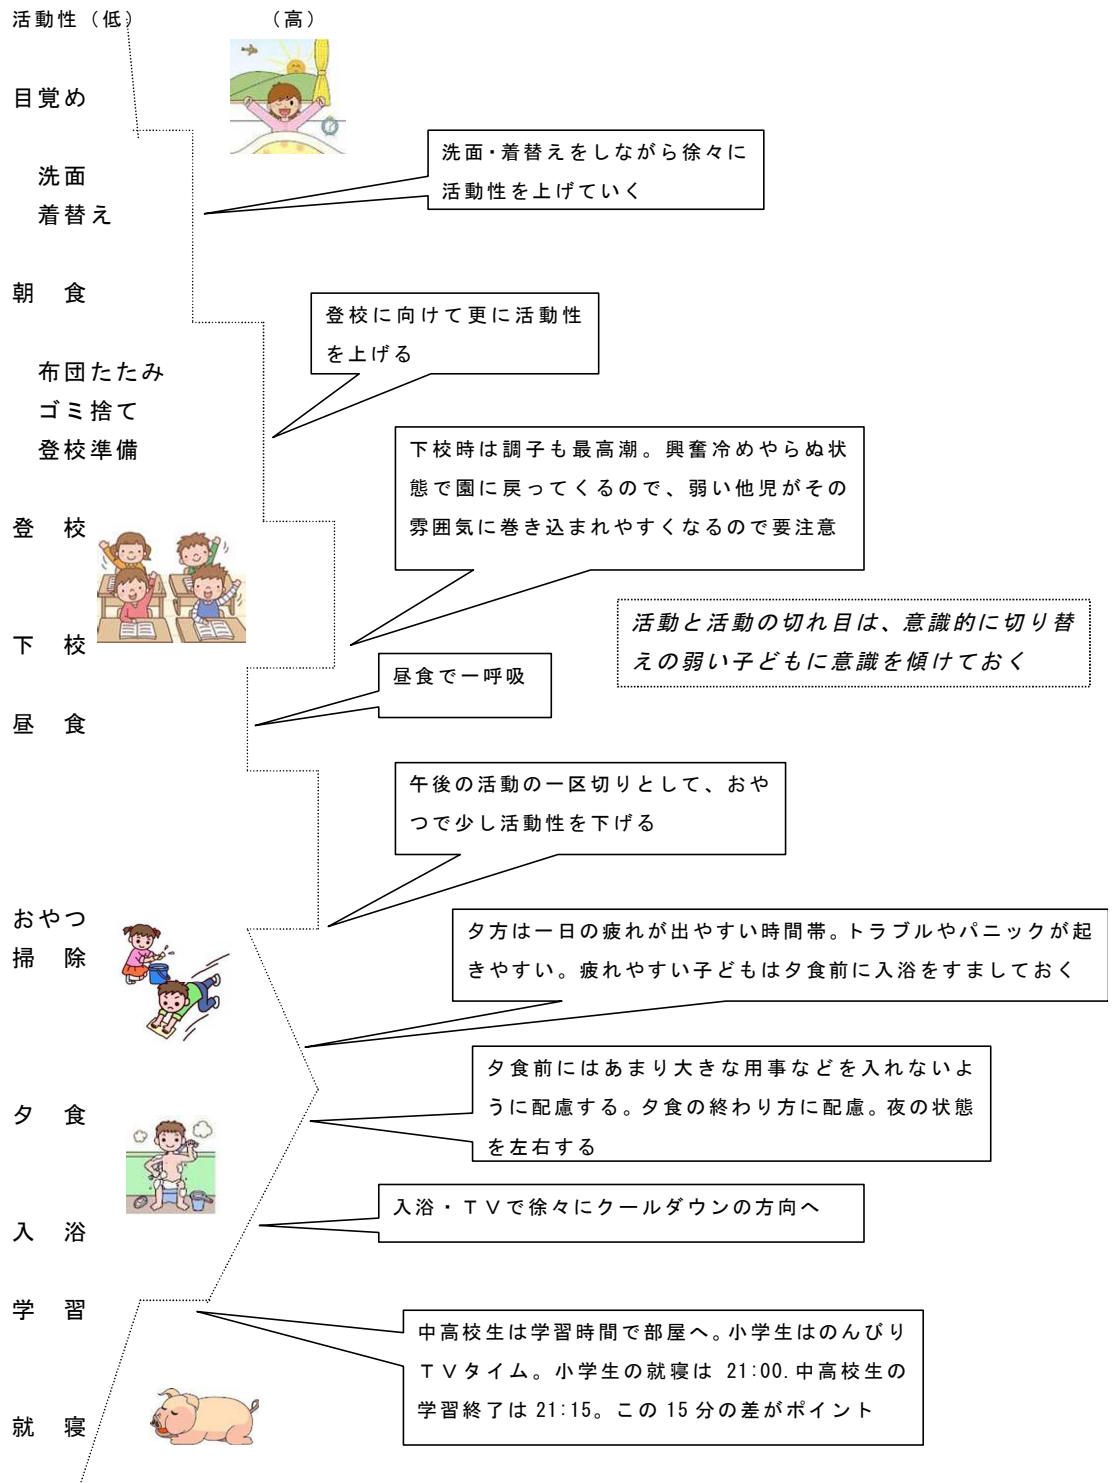 活動性（低）　（高）
目覚め
洗面・着替えをしながら徐々に
活動性を上げていく
洗面
着替え
朝　食
登校に向けて更に活動性
を上げる
布団たたみ
ゴミ捨て
登校準備
下校時は調子も最高潮。興奮冷めやらぬ状
態で園に戻ってくるので、弱い他児がその
雰囲気に巻き込まれやすくなるので要注意
登　校
活動と活動の切れ目は、意識的に切り替
えの弱い子どもに意識を傾けておく
下　校
昼食で一呼吸
昼　食
午後の活動の一区切りとして、おや
つで少し活動性を下げる
おやつ
掃　除
夕方は一日の疲れが出やすい時間帯。トラブルやパニックが起
きやすい。疲れやすい子どもは夕食前に入浴をすましておく
夕食前にはあまり大きな用事などを入れないよ
うに配慮する。夕食の終わり方に配慮。夜の状態
を左右する
夕　食
入浴・ＴＶで徐々にクールダウンの方向へ
入　浴
学　習
中高校生は学習時間で部屋へ。小学生はのんびり
ＴＶタイム。小学生の就寝は 21:00.中高校生の
学習終了は 21:15。この 15 分の差がポイント
就　寝